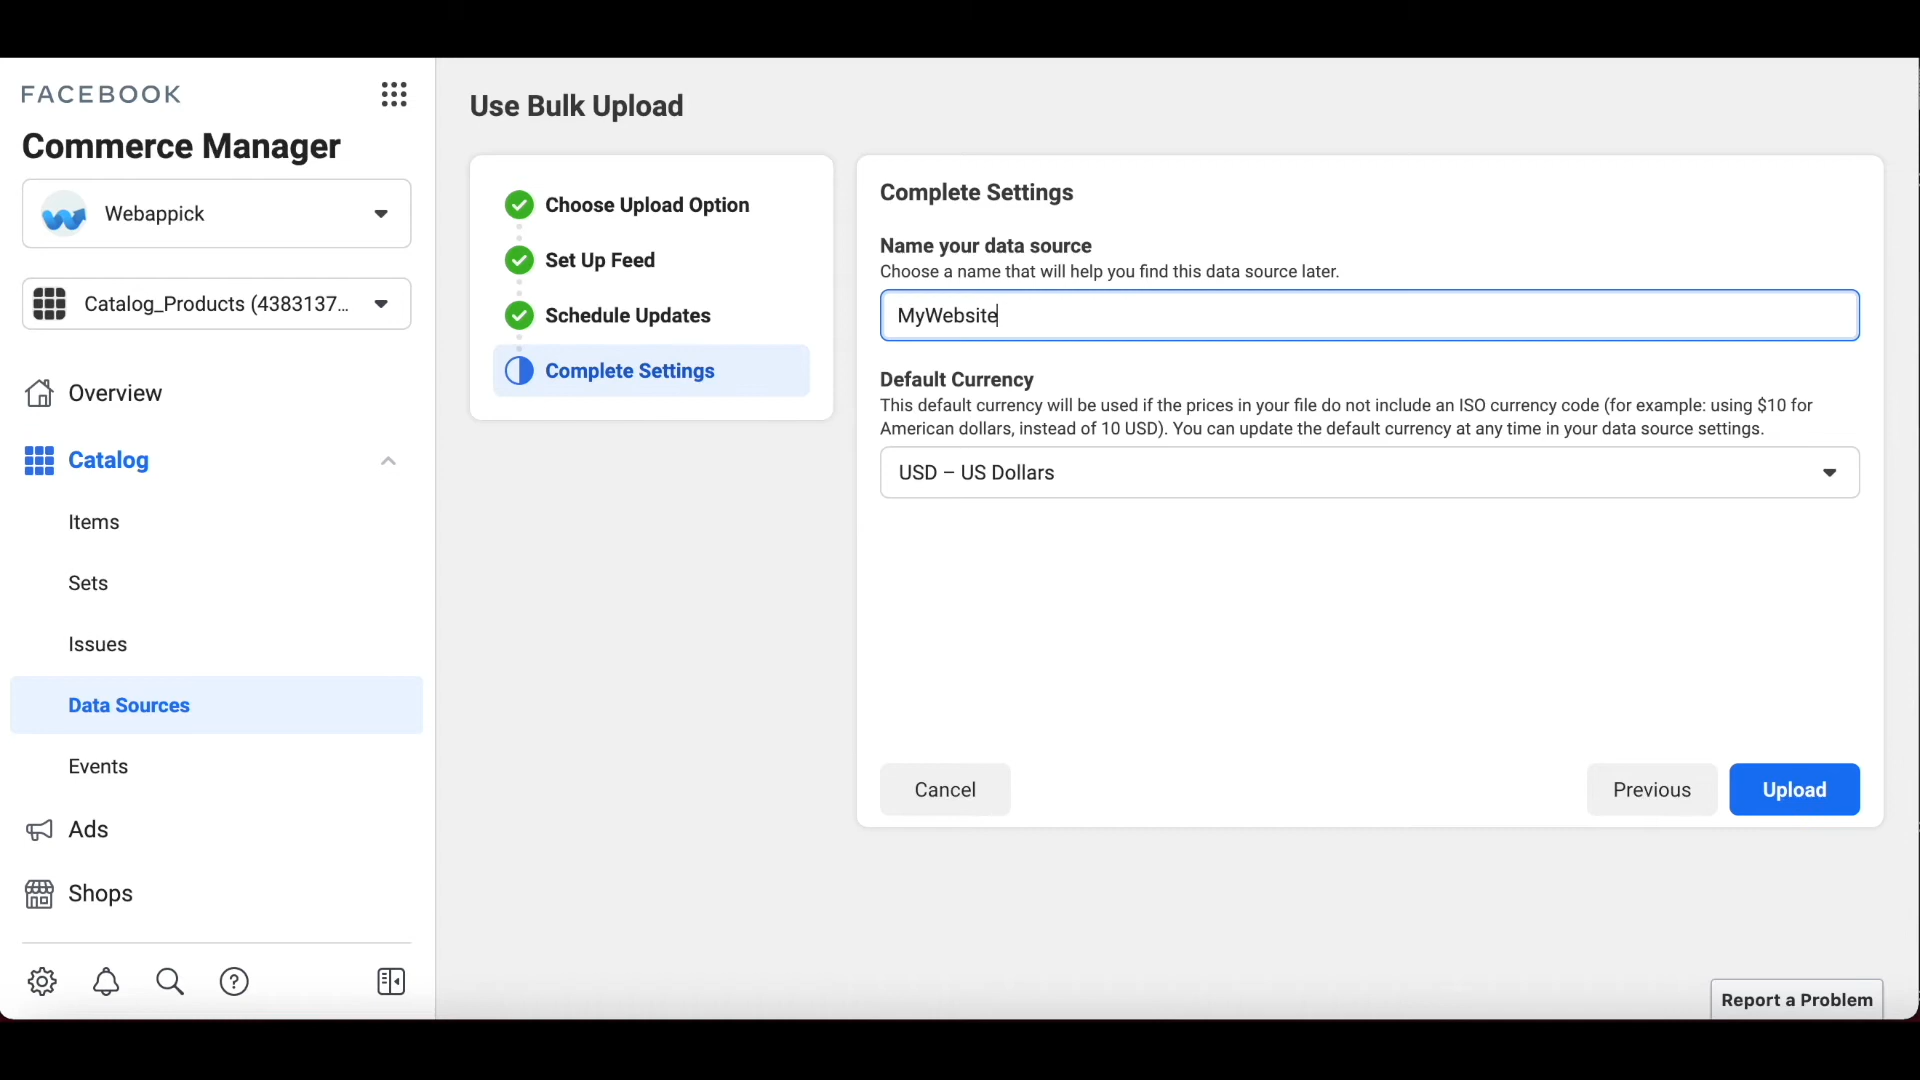 FACEBOOK
Commerce Manager
Webappick
Catalog_Products (4383137...
Overview
Catalog
Items
Sets
Issues
Data Sources
Events
Ads
Shops
Use Bulk Upload
Choose Upload Option
Set Up Feed
Schedule Updates
Complete Settings
Complete Settings
Name your data source
Choose a name that will help you find this data source later.
MyWebsite
Default Currency
This default currency will be used if the prices in your file do not include an ISO currency code (for example: using $10 for
American dollars, instead of 10 USD). You can update the default currency at any time in your data source settings.
USD – US Dollars
Cancel
Previous
Upload
Report a Problem